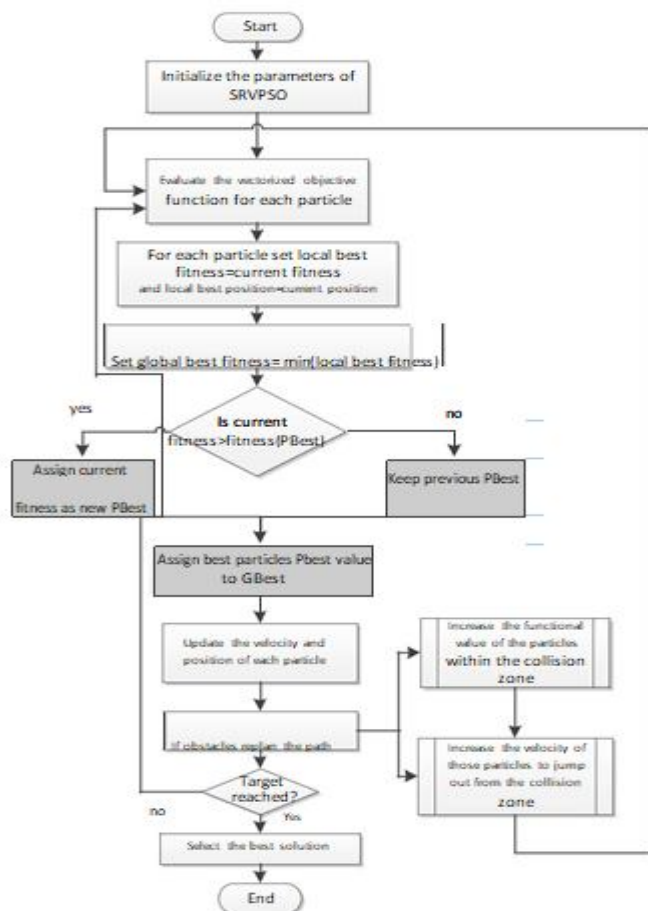 Start
Initialize the parameters of
SRVPSO
Evaluate the vectorized objective
function for each particle
For each particle set local best
fitness=current fitness
and local best position=current position
Set global best fitness= min(local best fitness)
yes
Is current
fitness>fitness(PBest)
no
Assign current
fitness as new PBest
Keep previous PBest
Assign best particles Pbest value
to GBest
Update the velocity and
position of each particle
Increase the functional
value of the particles
within the collision
zone
If obstacles replan the path
Increase the velocity of
those particles to jump
out from the collision
zone
Target
reached?
no
Yes
Select the best solution
End